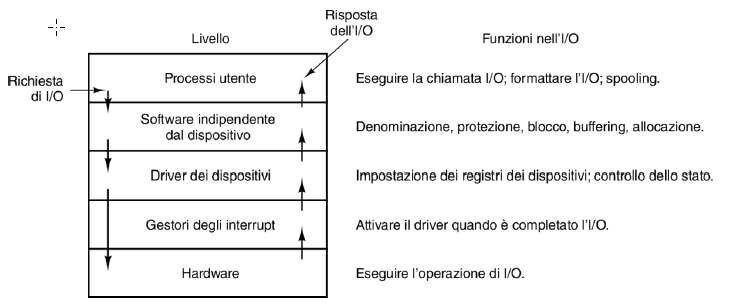 Risposta
dell'I/O
Livello
Funzioni nell'I/O
Richiesta
di I/O
Processi utente
Eseguire la chiamata I/O; formattare l'I/O; spooling.
Software indipendente
dal dispositivo
Denominazione, protezione, blocco, buffering, allocazione.
Driver dei dispositivi
Impostazione dei registri dei dispositivi; controllo dello stato.
Gestori degli interrupt
Attivare il driver quando è completato l'I/O.
Hardware
Eseguire l'operazione di I/O.